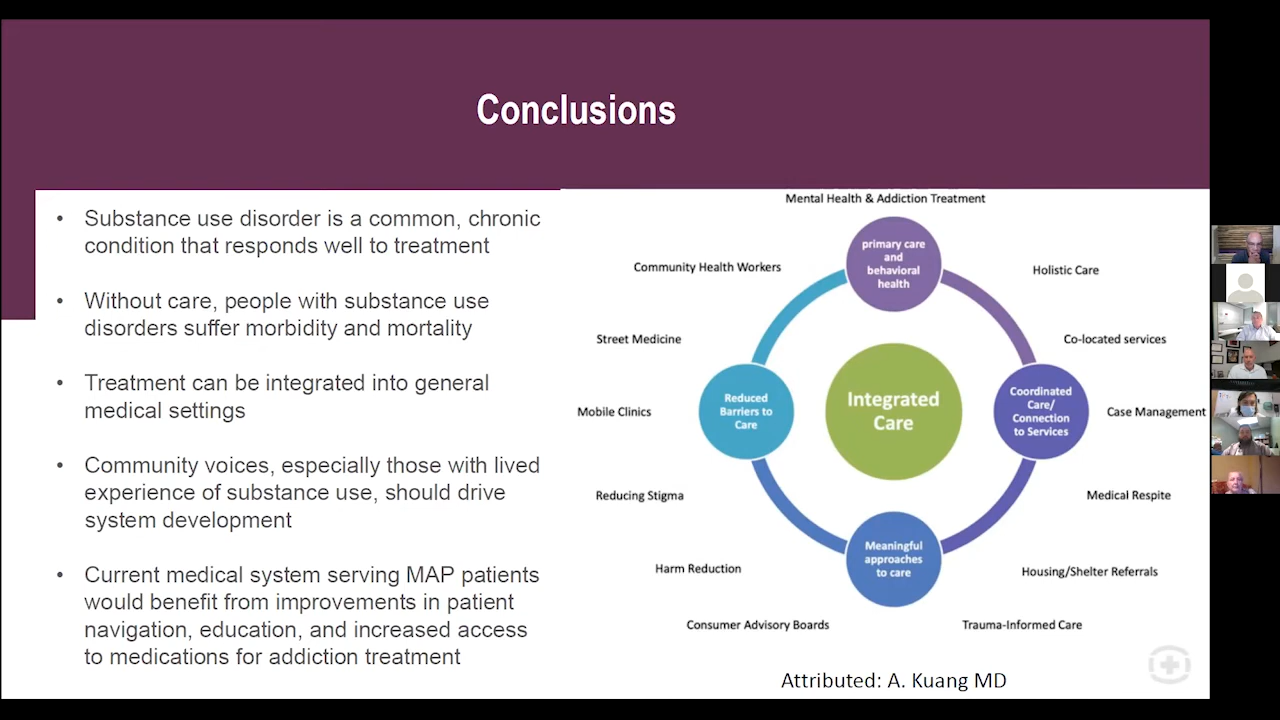 Conclusions
• Substance use disorder is a common, chronic
condition that responds well to treatment
• Without care, people with substance use
disorders suffer morbidity and mortality
• Treatment can be integrated into general
medical settings
• Community voices, especially those with lived
experience of substance use, should drive
system development
• Current medical system serving MAP patients
would benefit from improvements in patient
navigation, education, and increased access
to medications for addiction treatment
Mental Health & Addiction Treatment
primary care
and
behavioral
health
Community Health Workers
Holistic Care
Street Medicine
Co-located services
Reduced
Barriers to
Care
Integrated
Care
Coordinated
Care/
Connection
to Services
Mobile Clinics
Case Management
Reducing Stigma
Medical Respite
Meaningful
approaches
to care
Harm Reduction
Housing/Shelter Referrals
Consumer Advisory Boards
Trauma-Informed Care
Attributed: A. Kuang MD